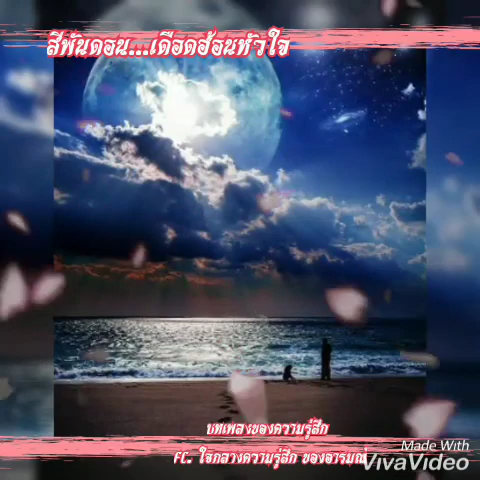 สีพันดอน...เดือดฮ้อนหัวใจ
บทเพลงของความรู้สึก
FC. ใจกลางความรู้สึก ของอารมณ์
Made With
VivaVideo